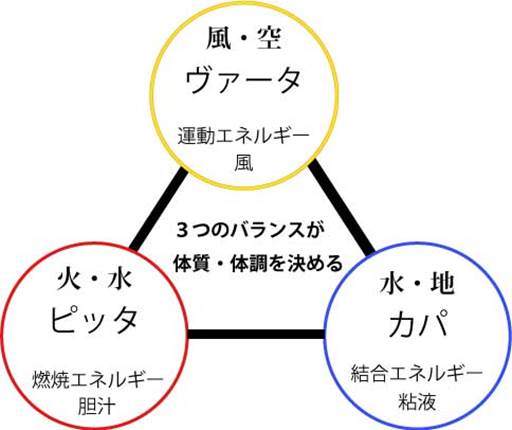 風・空
ヴァータ
運動エネルギー
風
３つのバランスが
体質・体調を決める
火・水
ピッタ
燃焼エネルギー
胆汁
水・地
カパ
結合エネルギー
粘液